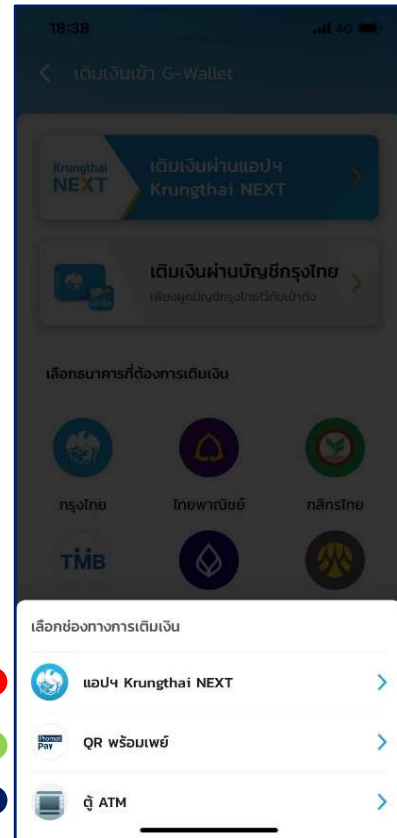 18:38
4G
เติมเงินเข้า G-Wallet
Krungthai
NEXT
เติมเงินผ่านแอปฯ
Krungthai NEXT
เติมเงินผ่านบัญชีกรุงไทย
เพียงผูกบัญชีกรุงไทยไว้กับเป๋าตัง
เลือกธนาคารที่ต้องการเติมเงิน
กรุงไทย
ไทยพาณิชย์
กสิกรไทย
TMB
เลือกช่องทางการเติมเงิน
แอปฯ Krungthai NEXT
Prompt
Pay
QR พร้อมเพย์
ตู้ ATM